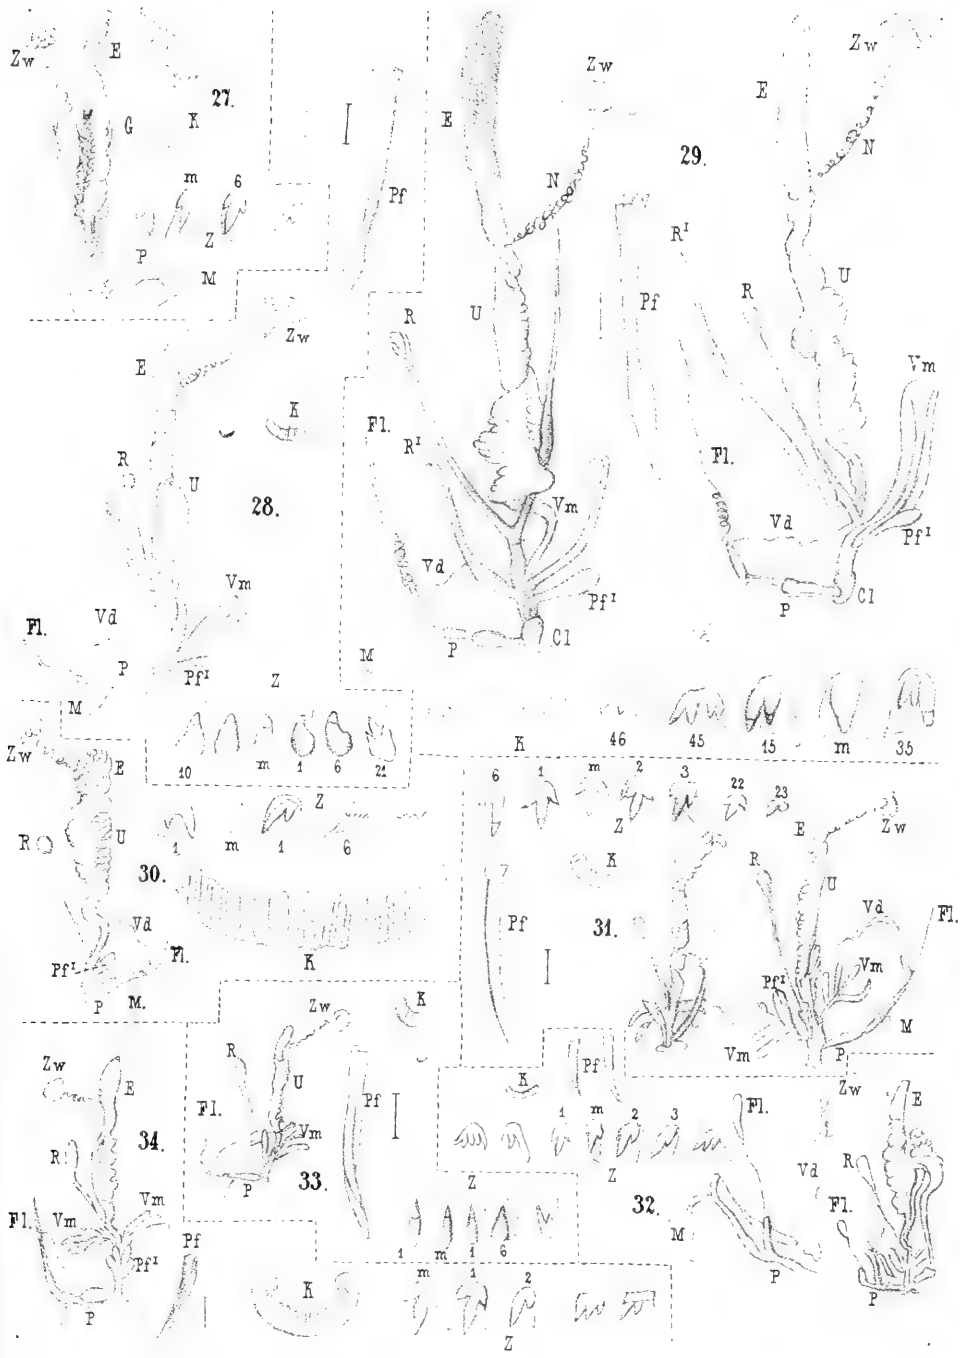 Zw E 27. G K
m 6
P Z M
Pf
E Zw N U
R Fl. R¹ Vd Vm Pf¹ P Cl M
29. Zw E N
R¹ R Pf U Vm
Fl. Vd Pf¹ P Cl
E Zw K
R U 28.
Vm Vd Fl. P Pf¹ M
Z
10 m 1 6 21
K 46 45 15 m 35
Zw E
R U 30.
Vd Pf¹ Fl. P M.
Z
1 m 1 6
K
6 1 m 2 3 22 23
Z
K Pf 31.
E Zw R U Vd Fl.
Pf¹ Vm M
Vm P
Zw K
R U Pf
Fl. Vm
P 33.
Zw E
R 34.
Vm Fl. Vm
Pf¹ P
Pf
K Pf
1 m 2 3
Z
32.
Fl. Vd M P
Zw E R Fl. P
Z
1 m 1 6
K
m 1 2
Z